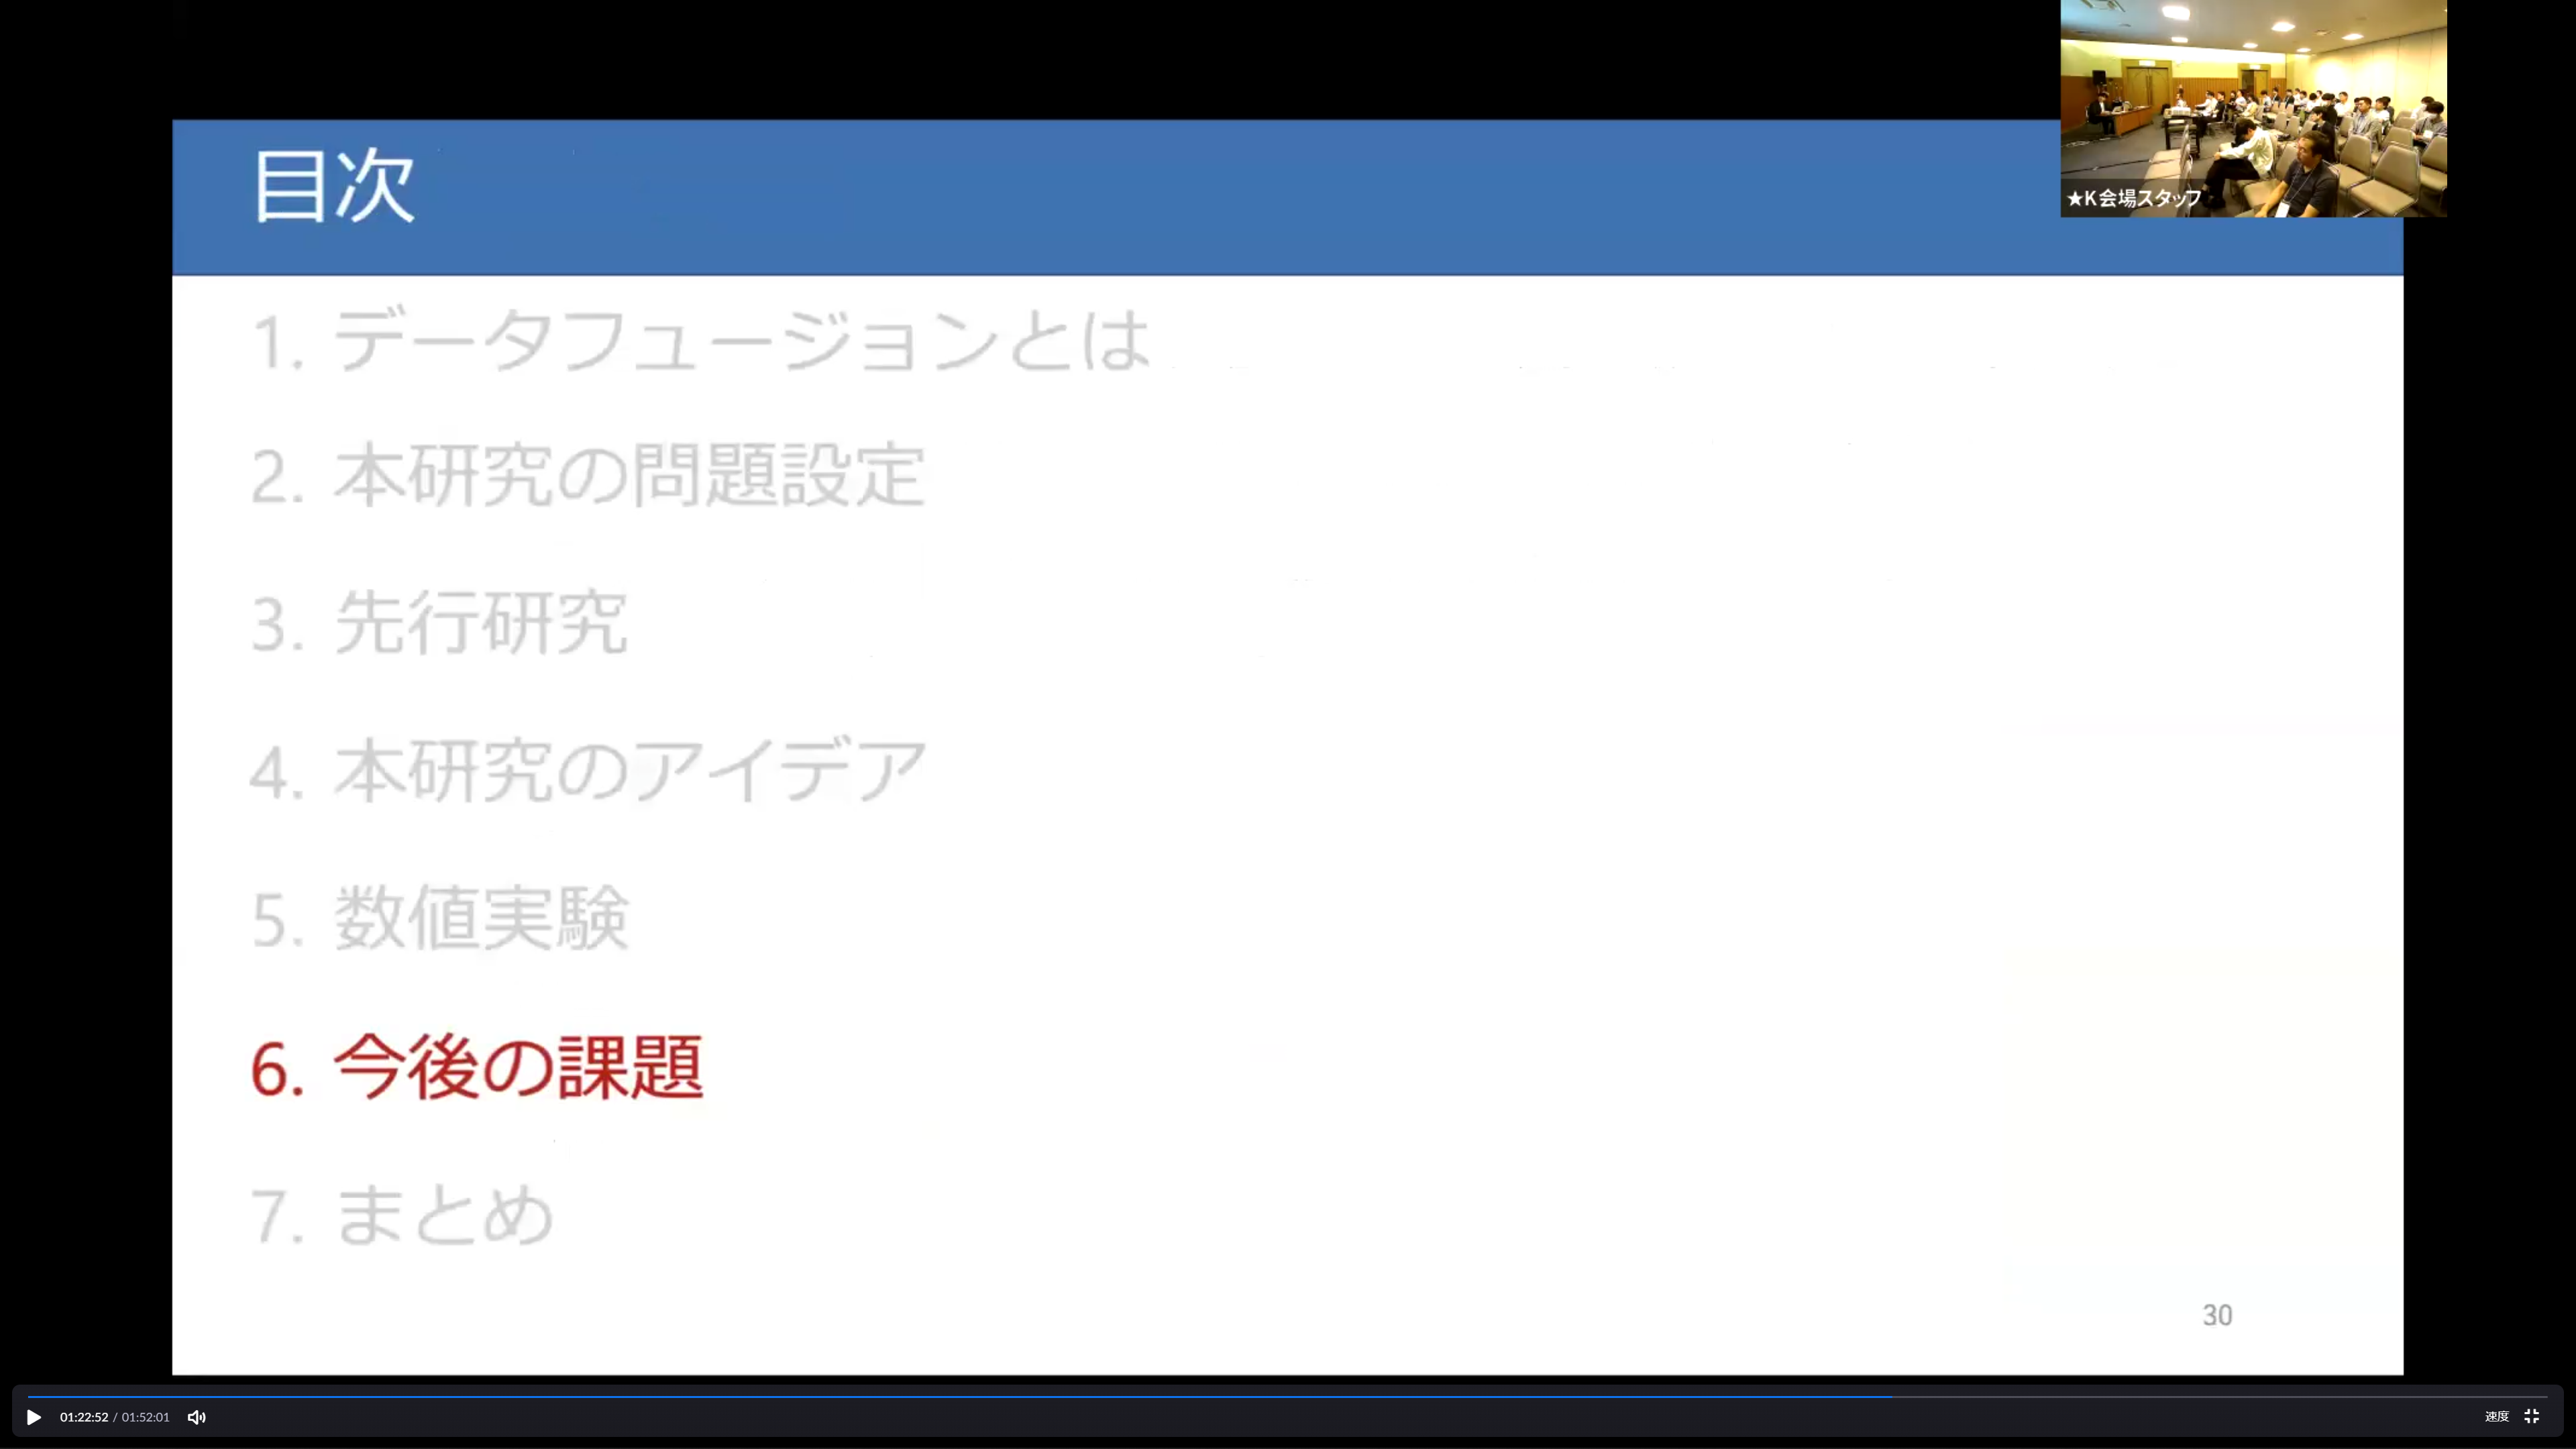 目次
★K会場スタッフ
1. データフュージョンとは
2. 本研究の問題設定
3. 先行研究
4. 本研究のアイデア
5. 数値実験
6. 今後の課題
7. まとめ
30
01:22:52 / 01:52:01
速度